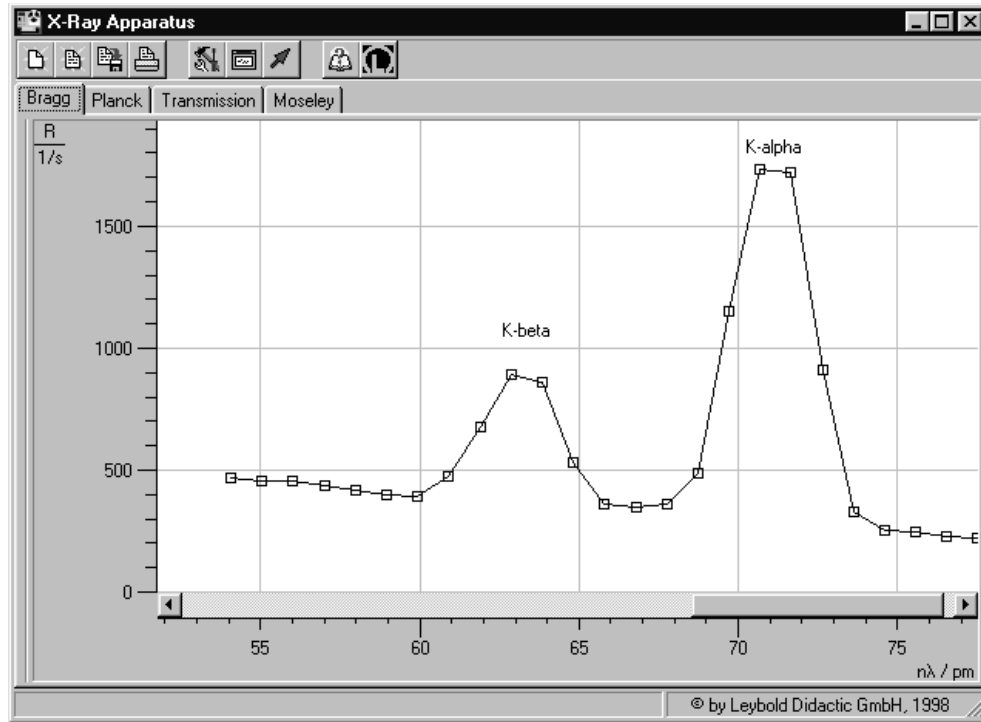 X-Ray Apparatus
Bragg Planck Transmission Moseley
R
1/s
K-alpha
1500
K-beta
1000
500
0
55 60 65 70 75
nλ / pm
© by Leybold Didactic GmbH, 1998